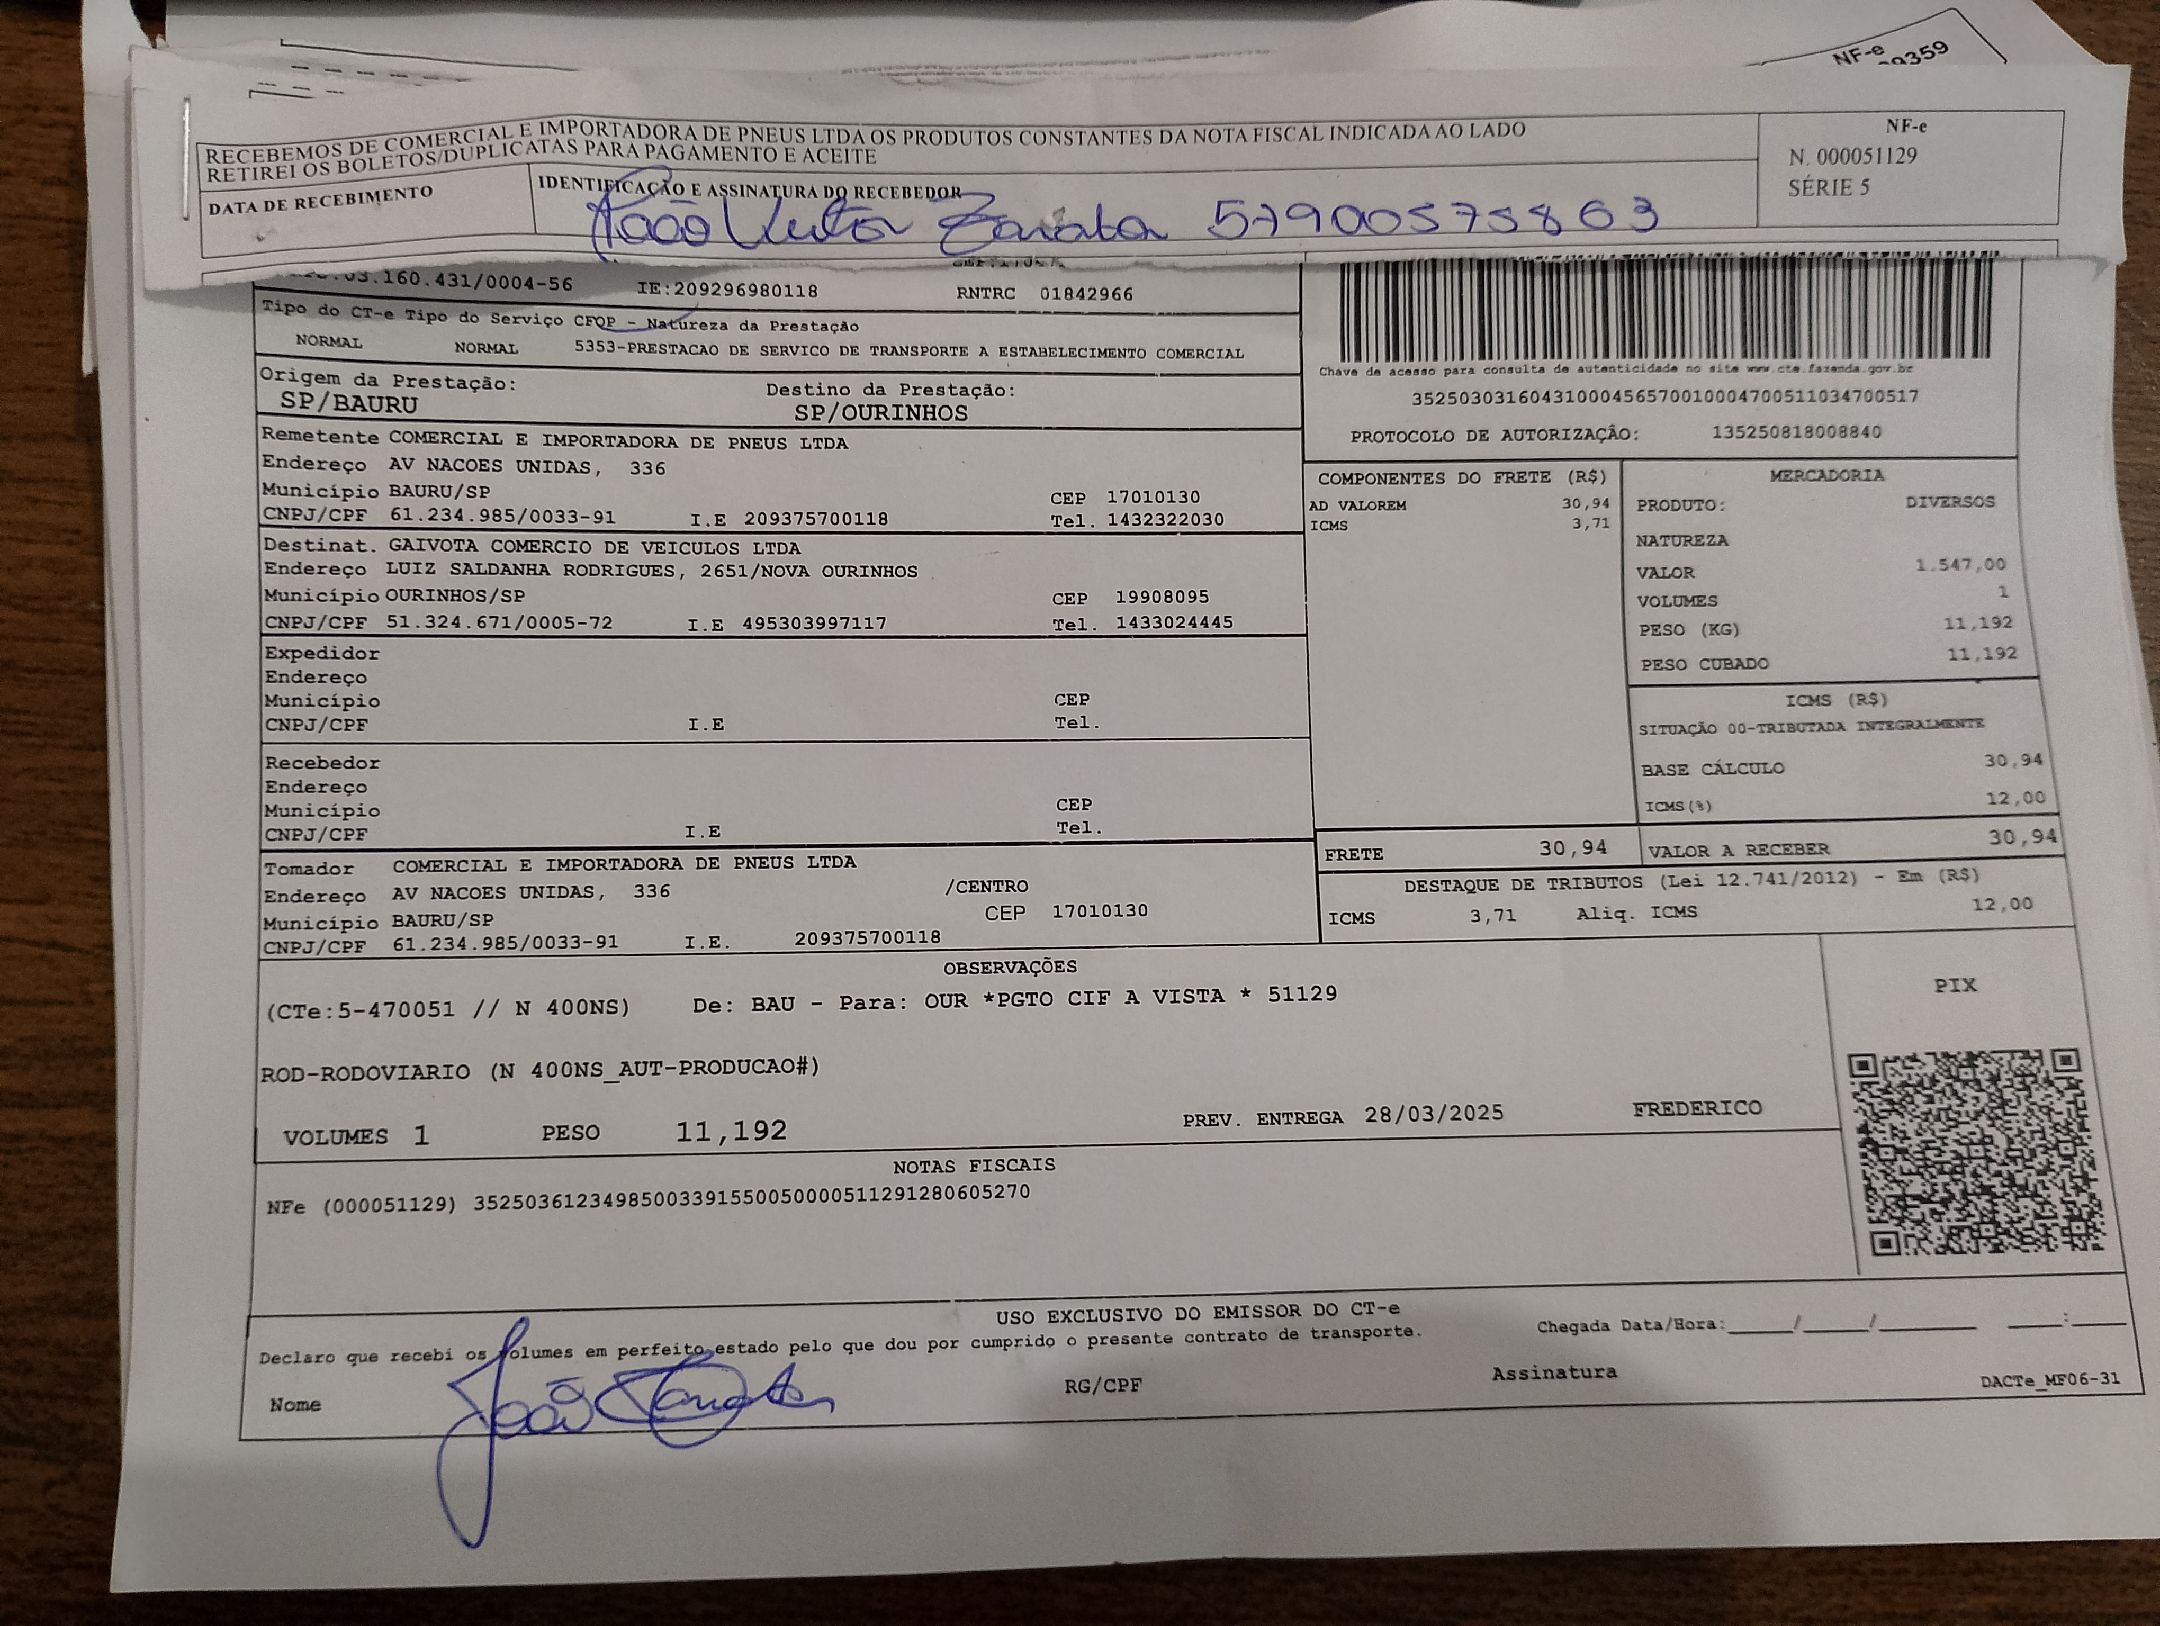 NF-e
RECEBEMOS DE COMERCIAL E IMPORTADORA DE PNEUS LTDA OS PRODUTOS CONSTANTES DA NOTA FISCAL INDICADA AO LADO
RETIREI OS BOLETOS/DUPLICATAS PARA PAGAMENTO E ACEITE
DATA DE RECEBIMENTO
IDENTIFICAÇÃO E ASSINATURA DO RECEBEDOR
João 57900575863
NF-e
N. 000051129
SÉRIE 5
03.160.431/0004-56 IE:209296980118 RNTRC 01842966
Tipo do CT-e Tipo do Serviço CFOP - Natureza da Prestação
NORMAL NORMAL 5353-PRESTACAO DE SERVICO DE TRANSPORTE A ESTABELECIMENTO COMERCIAL
Origem da Prestação: Destino da Prestação:
SP/BAURU SP/OURINHOS
Remetente COMERCIAL E IMPORTADORA DE PNEUS LTDA
Endereço AV NACOES UNIDAS, 336
Município BAURU/SP CEP 17010130
CNPJ/CPF 61.234.985/0033-91 I.E 209375700118 Tel. 1432322030
Destinat. GAIVOTA COMERCIO DE VEICULOS LTDA
Endereço LUIZ SALDANHA RODRIGUES, 2651/NOVA OURINHOS
Município OURINHOS/SP CEP 19908095
CNPJ/CPF 51.324.671/0005-72 I.E 495303997117 Tel. 1433024445
Expedidor
Endereço
Município CEP
CNPJ/CPF I.E Tel.
Recebedor
Endereço
Município CEP
CNPJ/CPF I.E Tel.
Tomador COMERCIAL E IMPORTADORA DE PNEUS LTDA
Endereço AV NACOES UNIDAS, 336 /CENTRO
Município BAURU/SP CEP 17010130
CNPJ/CPF 61.234.985/0033-91 I.E. 209375700118
Chave de acesso para consulta de autenticidade no site www.cte.fazenda.gov.br
35250303160431000456570010004700511034700517
PROTOCOLO DE AUTORIZAÇÃO: 135250818008840
COMPONENTES DO FRETE (R$)
AD VALOREM 30,94
ICMS 3,71
MERCADORIA
PRODUTO: DIVERSOS
NATUREZA
VALOR 1.547,00
VOLUMES 1
PESO (KG) 11,192
PESO CUBADO 11,192
ICMS (R$)
SITUAÇÃO 00-TRIBUTADA INTEGRALMENTE
BASE CÁLCULO 30,94
ICMS(%) 12,00
FRETE 30,94 VALOR A RECEBER 30,94
DESTAQUE DE TRIBUTOS (Lei 12.741/2012) - Em (R$)
ICMS 3,71 Aliq. ICMS 12,00
OBSERVAÇÕES
(CTe:5-470051 // N 400NS) De: BAU - Para: OUR *PGTO CIF A VISTA * 51129
ROD-RODOVIARIO (N 400NS_AUT-PRODUCAO#)
VOLUMES 1 PESO 11,192 PREV. ENTREGA 28/03/2025 FREDERICO
PIX
NOTAS FISCAIS
NFe (000051129) 35250361234985003391550050000511291280605270
USO EXCLUSIVO DO EMISSOR DO CT-e
Declaro que recebi os volumes em perfeito estado pelo que dou por cumprido o presente contrato de transporte. Chegada Data/Hora:____/____/______ ____:____
Nome João RG/CPF Assinatura
DACTe_MF06-31